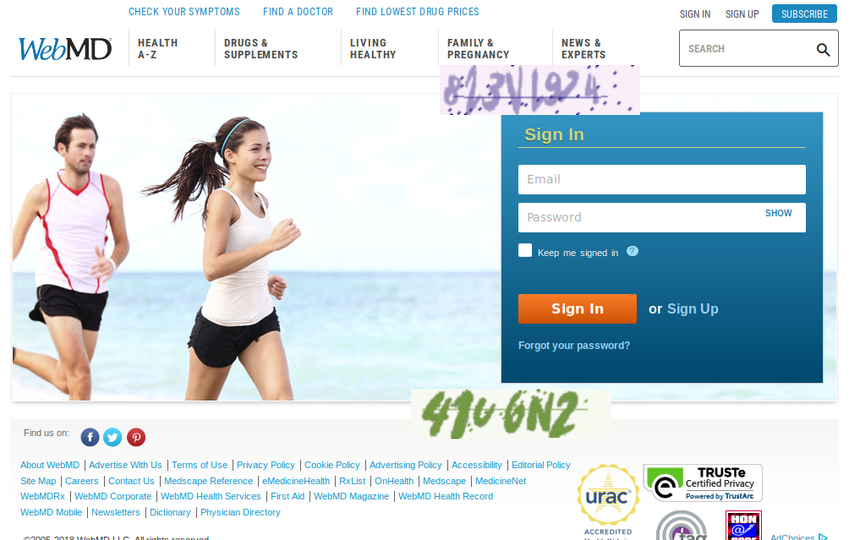 CHECK YOUR SYMPTOMS FIND A DOCTOR FIND LOWEST DRUG PRICES
SIGN IN SIGN UP SUBSCRIBE
WebMD
HEALTH
A-Z
DRUGS &
SUPPLEMENTS
LIVING
HEALTHY
FAMILY &
PREGNANCY
NEWS &
EXPERTS
SEARCH
Sign In
Email
Password SHOW
Keep me signed in ?
Sign In or Sign Up
Forgot your password?
Find us on:
About WebMD | Advertise With Us | Terms of Use | Privacy Policy | Cookie Policy | Advertising Policy | Accessibility | Editorial Policy
Site Map | Careers | Contact Us | Medscape Reference | eMedicineHealth | RxList | OnHealth | Medscape | MedicineNet
WebMDRx | WebMD Corporate | WebMD Health Services | First Aid | WebMD Magazine | WebMD Health Record
WebMD Mobile | Newsletters | Dictionary | Physician Directory
urac
ACCREDITED
TRUSTe
Certified Privacy
Powered by TrustArc
HON
AdChoices
©2005-2018 WebMD LLC. All rights reserved.